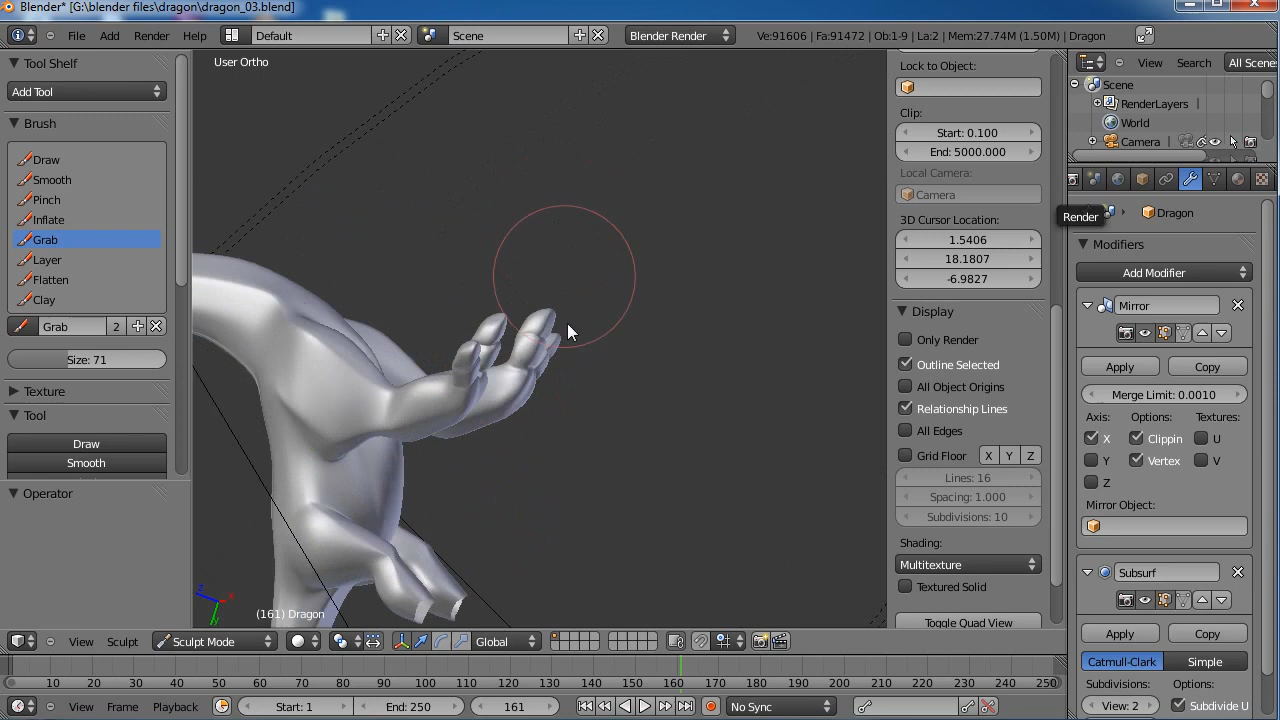 Blender* [G:\blender files\dragon\dragon_03.blend]
File Add Render Help Default Scene Blender Render Ve:91606 | Fa:91472 | Ob:1-9 | La:2 | Mem:27.74M (1.50M) | Dragon
Tool Shelf
Add Tool
Brush
Draw
Smooth
Pinch
Inflate
Grab
Layer
Flatten
Clay
Grab 2
Size: 71
Texture
Tool
Draw
Smooth
Operator
User Ortho
(161) Dragon
Lock to Object:
Clip:
Start: 0.100
End: 5000.000
Local Camera:
Camera
3D Cursor Location:
1.5406
18.1807
-6.9827
Display
Only Render
Outline Selected
All Object Origins
Relationship Lines
All Edges
Grid Floor X Y Z
Lines: 16
Spacing: 1.000
Subdivisions: 10
Shading:
Multitexture
Textured Solid
Toggle Quad View
View Search All Scene
Scene
RenderLayers
World
Camera
Render
Dragon
Modifiers
Add Modifier
Mirror
Apply Copy
Merge Limit: 0.0010
Axis: Options: Textures:
X Clippin U
Y Vertex V
Z
Mirror Object:
Subsurf
Apply Copy
Catmull-Clark Simple
Subdivisions: Options:
View: 2 Subdivide U
View Sculpt Sculpt Mode Global
10 20 30 40 50 60 70 80 90 100 110 120 130 140 150 160 170 180 190 200 210 220 230 240 250
View Frame Playback Start: 1 End: 250 161 No Sync